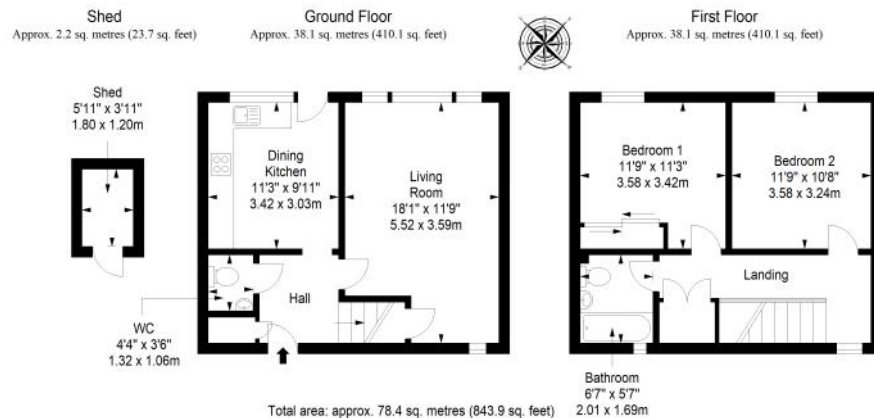 Shed
Approx. 2.2 sq. metres (23.7 sq. feet)
Ground Floor
Approx. 38.1 sq. metres (410.1 sq. feet)
First Floor
Approx. 38.1 sq. metres (410.1 sq. feet)
Shed
5'11" x 3'11"
1.80 x 1.20m
Dining
Kitchen
11'3" x 9'11"
3.42 x 3.03m
Living
Room
18'1" x 11'9"
5.52 x 3.59m
Hall
WC
4'4" x 3'6"
1.32 x 1.06m
Bedroom 1
11'9" x 11'3"
3.58 x 3.42m
Bedroom 2
11'9" x 10'8"
3.58 x 3.24m
Landing
Bathroom
6'7" x 5'7"
2.01 x 1.69m
Total area: approx. 78.4 sq. metres (843.9 sq. feet)